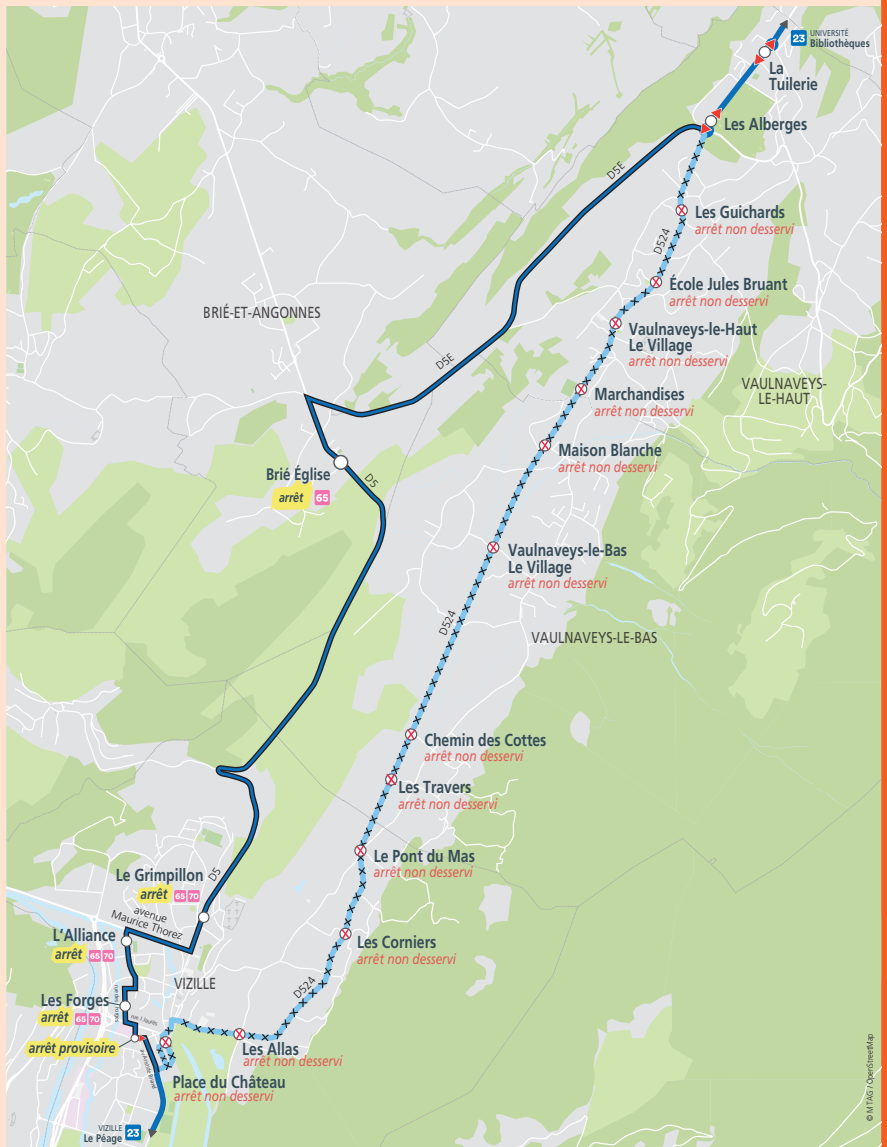 23 UNIVERSITÉ
Bibliothèques
La
Tuilerie
Les Alberges
D5E
Les Guichards
arrêt non desservi
D524
École Jules Bruant
arrêt non desservi
BRIÉ-ET-ANGONNES
Vaulnaveys-le-Haut
Le Village
arrêt non desservi
D5E
VAULNAVEYS-
LE-HAUT
Marchandises
arrêt non desservi
Maison Blanche
arrêt non desservi
Brié Église
arrêt 65
D5
Vaulnaveys-le-Bas
Le Village
arrêt non desservi
D524
VAULNAVEYS-LE-BAS
Chemin des Cottes
arrêt non desservi
Les Travers
arrêt non desservi
Le Pont du Mas
arrêt non desservi
Le Grimpillon
arrêt 65 70
D5
avenue
Maurice Thorez
L'Alliance
arrêt 65 70
Les Corniers
arrêt non desservi
VIZILLE
D524
Les Forges
arrêt 65 70
rue J. Jaurès
arrêt provisoire
Les Allas
arrêt non desservi
Place du Château
arrêt non desservi
VIZILLE
Le Péage 23
© MTAG / OpenStreetMap